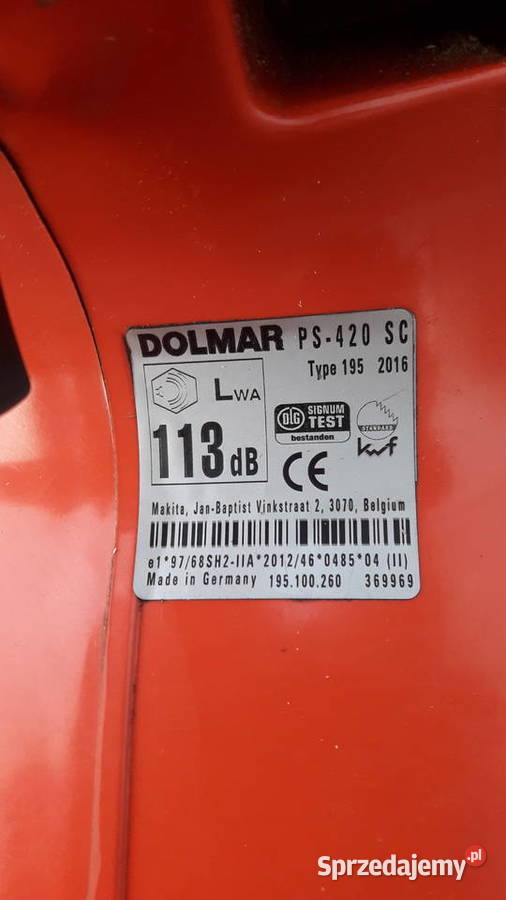 DOLMAR PS-420 SC
Type 195 2016
LWA
113 dB
DLG SIGNUM TEST
bestanden
STANDARD
kwf
CE
Makita, Jan-Baptist Vinkstraat 2, 3070, Belgium
e1*97/68SH2-IIA*2012/46*0485*04 (II)
Made in Germany 195.100.260 369969
Sprzedajemy.pl